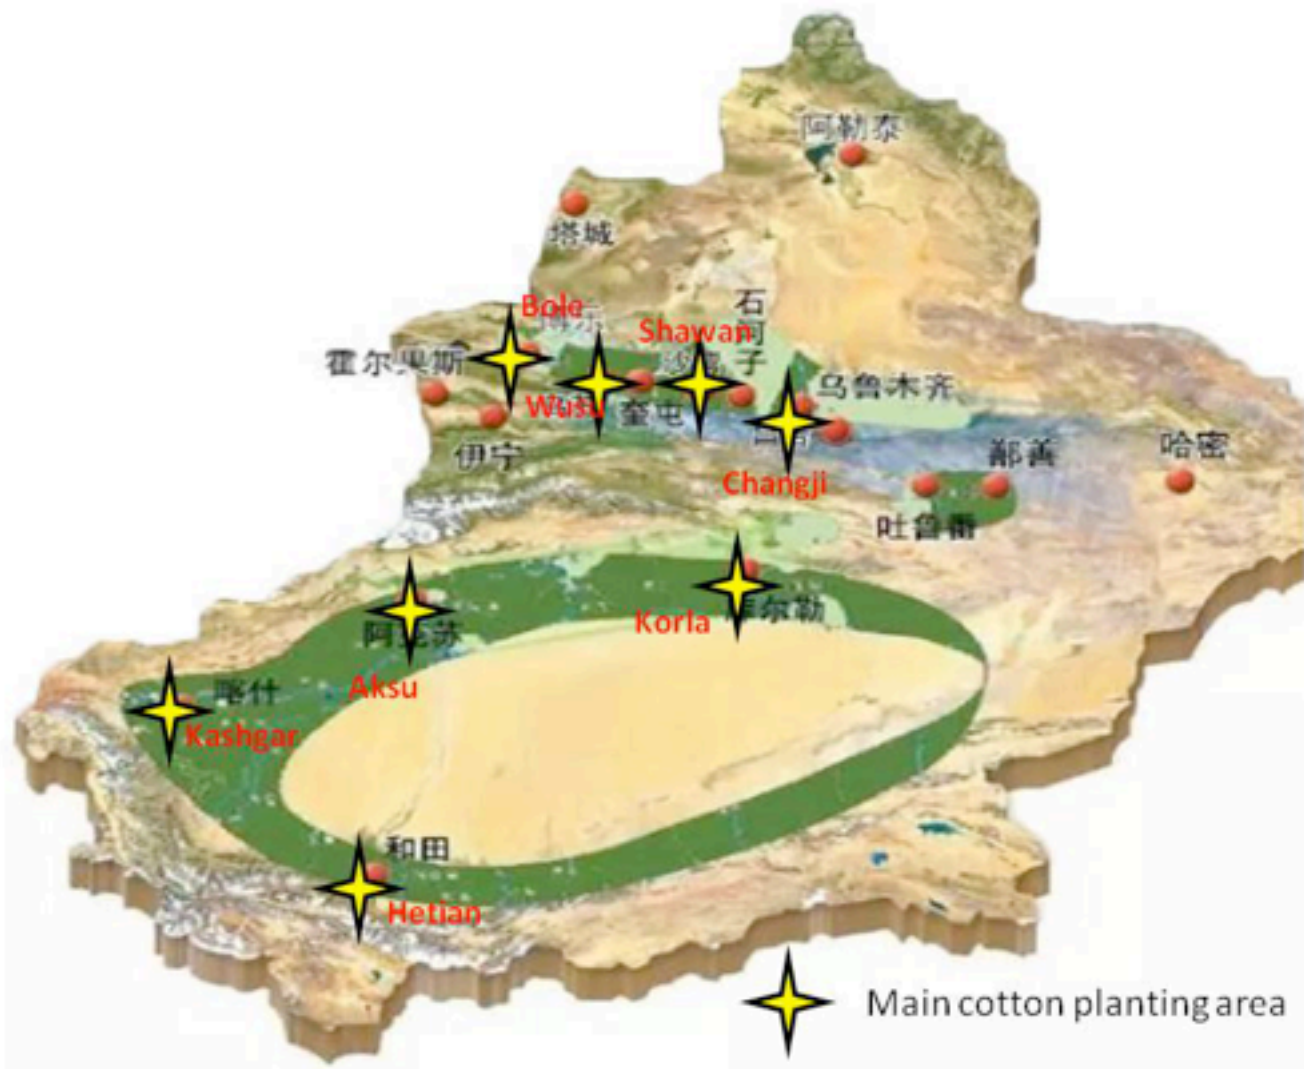 阿勒泰
塔城
石河子
Bole
Shawan
霍尔果斯
乌鲁木齐
Wusu
奎屯
伊宁
鄯善
哈密
Changji
吐鲁番
Korla
Aksu
喀什
Kashgar
和田
Hetian
Main cotton planting area